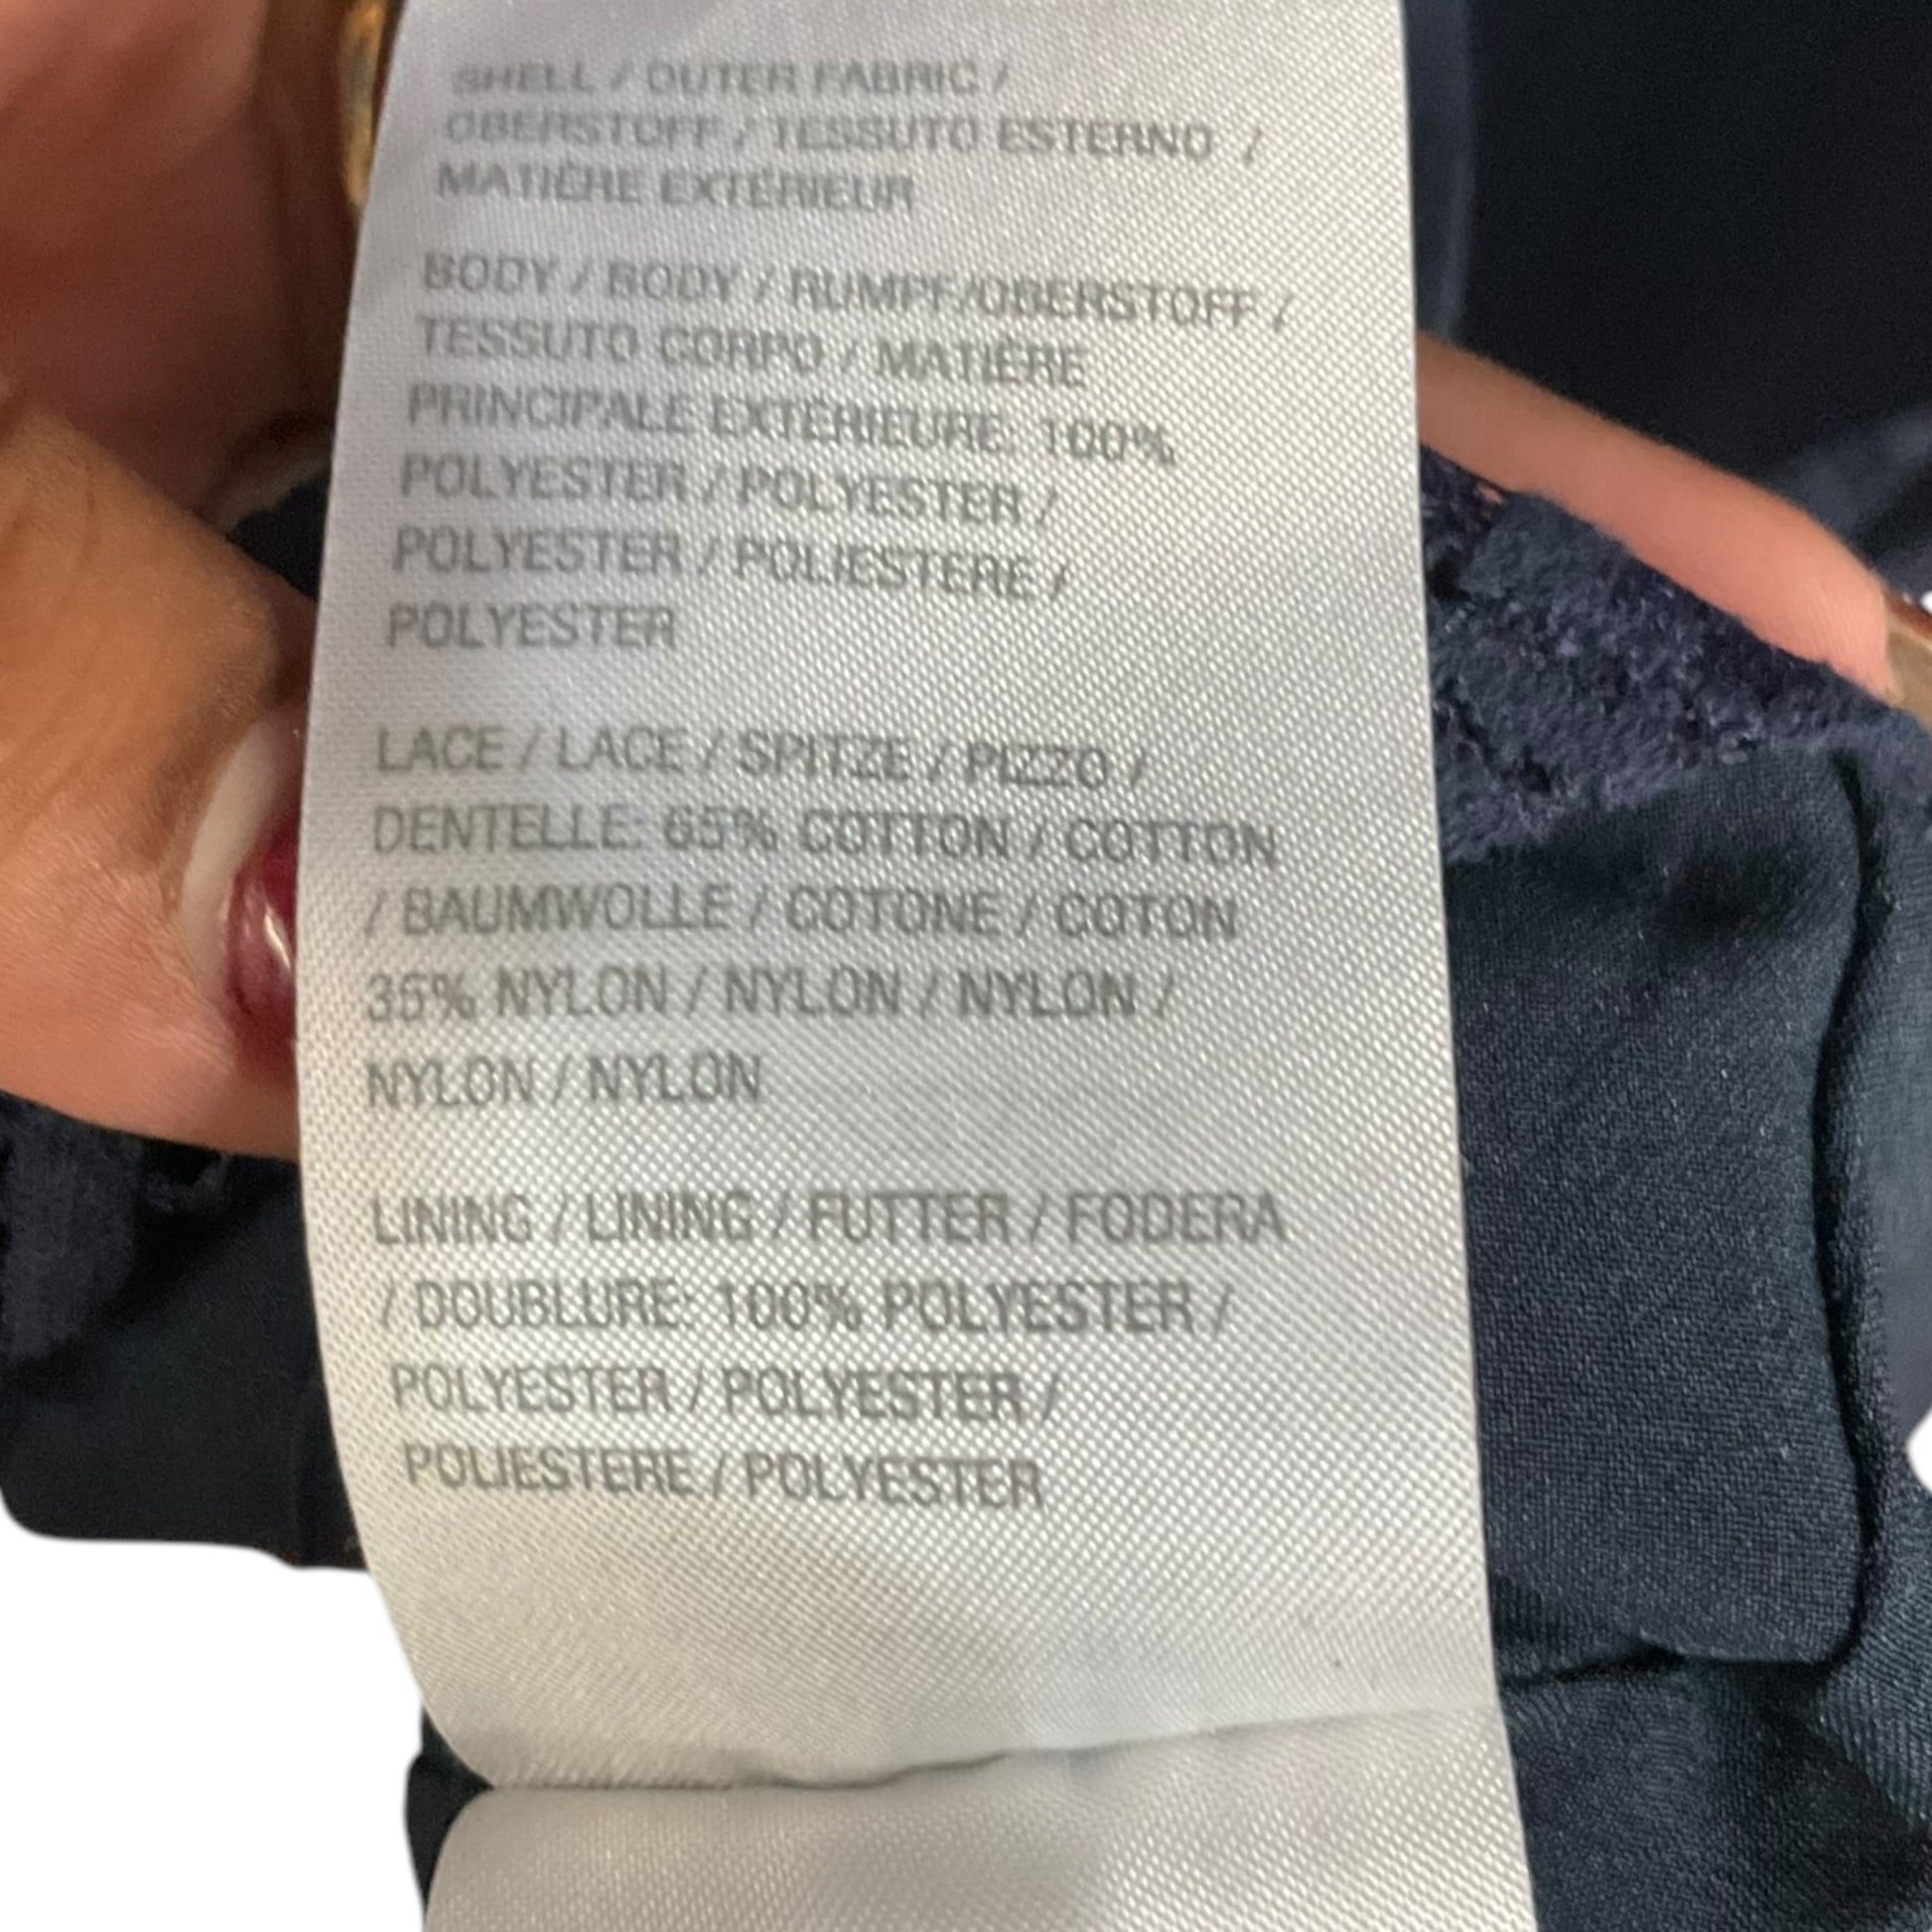 SHELL / OUTER FABRIC /
OBERSTOFF / TESSUTO ESTERNO /
MATIÈRE EXTÉRIEUR
BODY / BODY / RUMPF/OBERSTOFF /
TESSUTO CORPO / MATIÈRE
PRINCIPALE EXTÉRIEURE: 100%
POLYESTER / POLYESTER /
POLYESTER / POLIESTERE /
POLYESTER
LACE / LACE / SPITZE / PIZZO /
DENTELLE: 65% COTTON / COTTON
/ BAUMWOLLE / COTONE / COTON
35% NYLON / NYLON / NYLON /
NYLON / NYLON
LINING / LINING / FUTTER / FODERA
/ DOUBLURE: 100% POLYESTER /
POLYESTER / POLYESTER /
POLIESTERE / POLYESTER